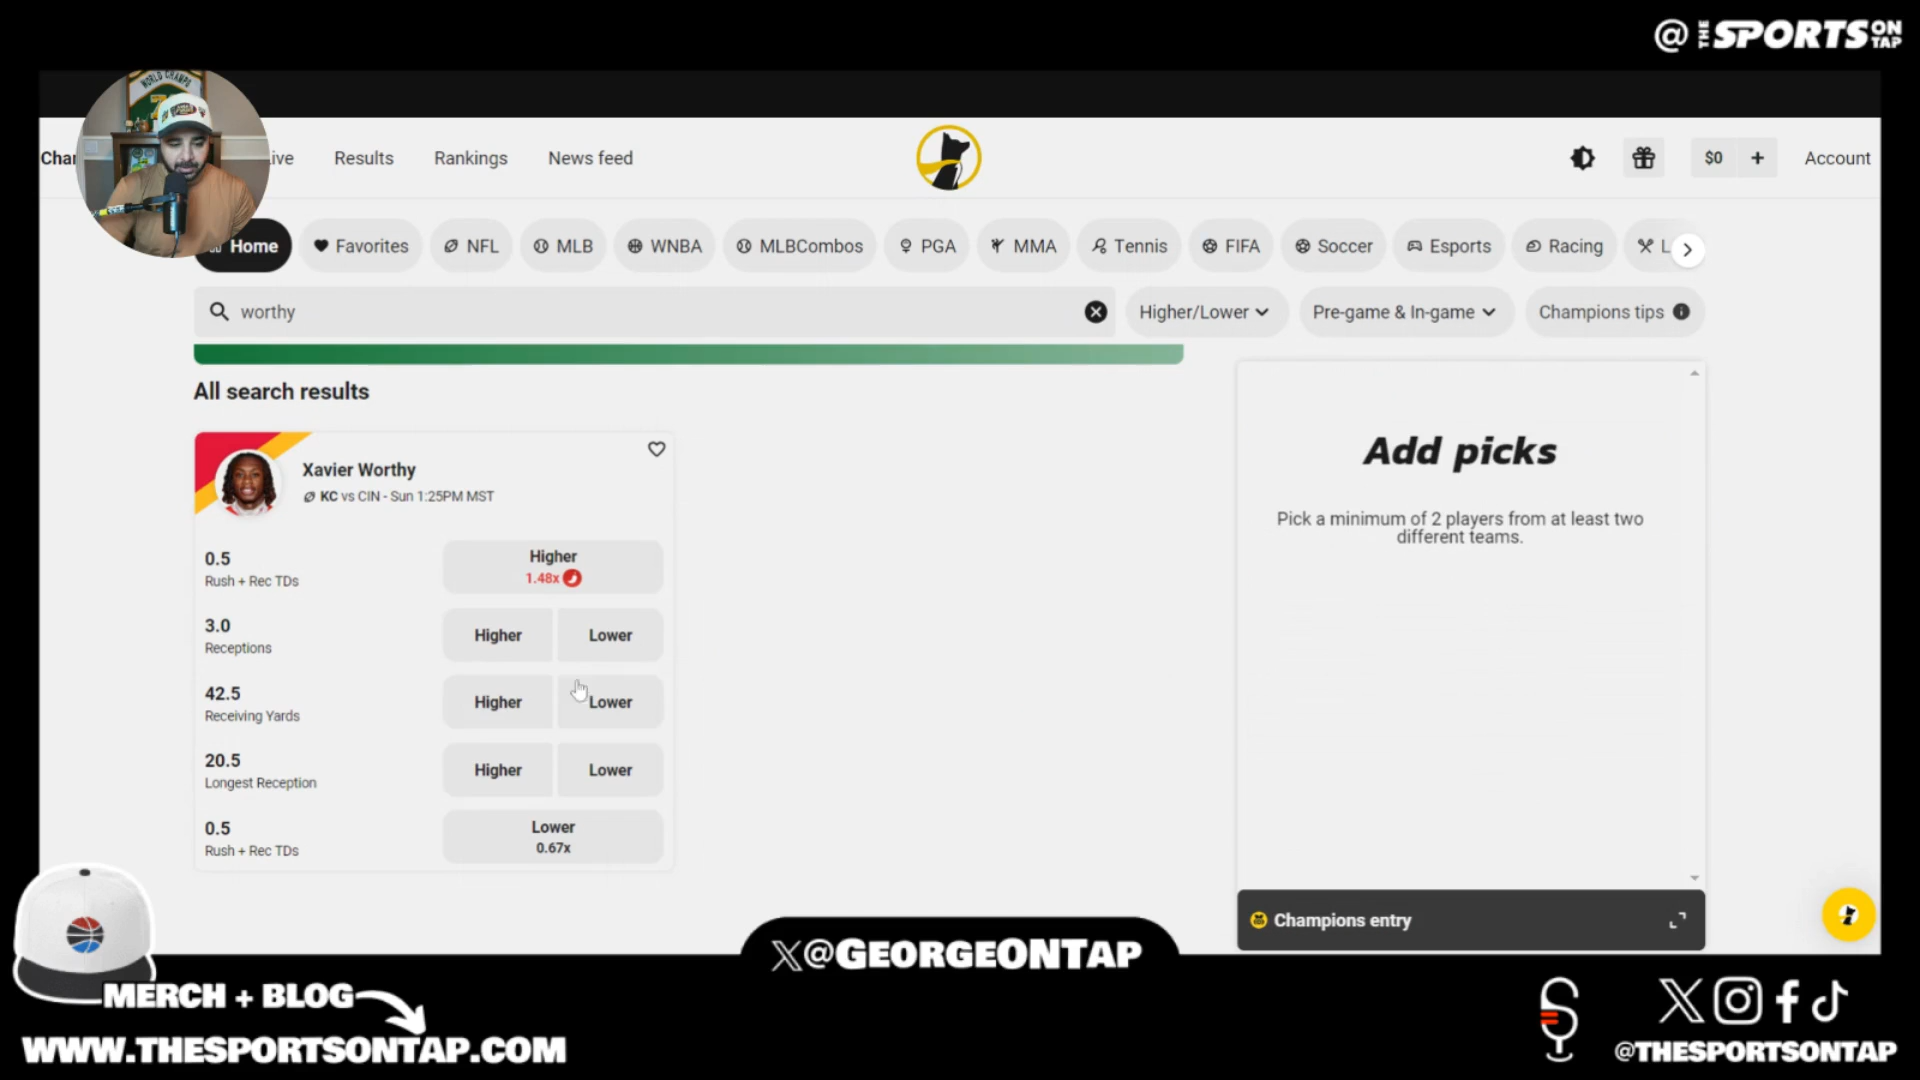 @ THE SPORTS ON TAP
WORLD CHAMPS
Results
Rankings
News feed
$0
+
Account
Home
Favorites
NFL
MLB
WNBA
MLBCombos
PGA
MMA
Tennis
FIFA
Soccer
Esports
Racing
worthy
Higher/Lower
Pre-game & In-game
Champions tips
All search results
Xavier Worthy
KC vs CIN - Sun 1:25PM MST
0.5
Rush + Rec TDs
Higher
1.48x
3.0
Receptions
Higher
Lower
42.5
Receiving Yards
Higher
Lower
20.5
Longest Reception
Higher
Lower
0.5
Rush + Rec TDs
Lower
0.67x
Add picks
Pick a minimum of 2 players from at least two
different teams.
Champions entry
X@GEORGEONTAP
MERCH + BLOG
WWW.THESPORTSONTAP.COM
@THESPORTSONTAP